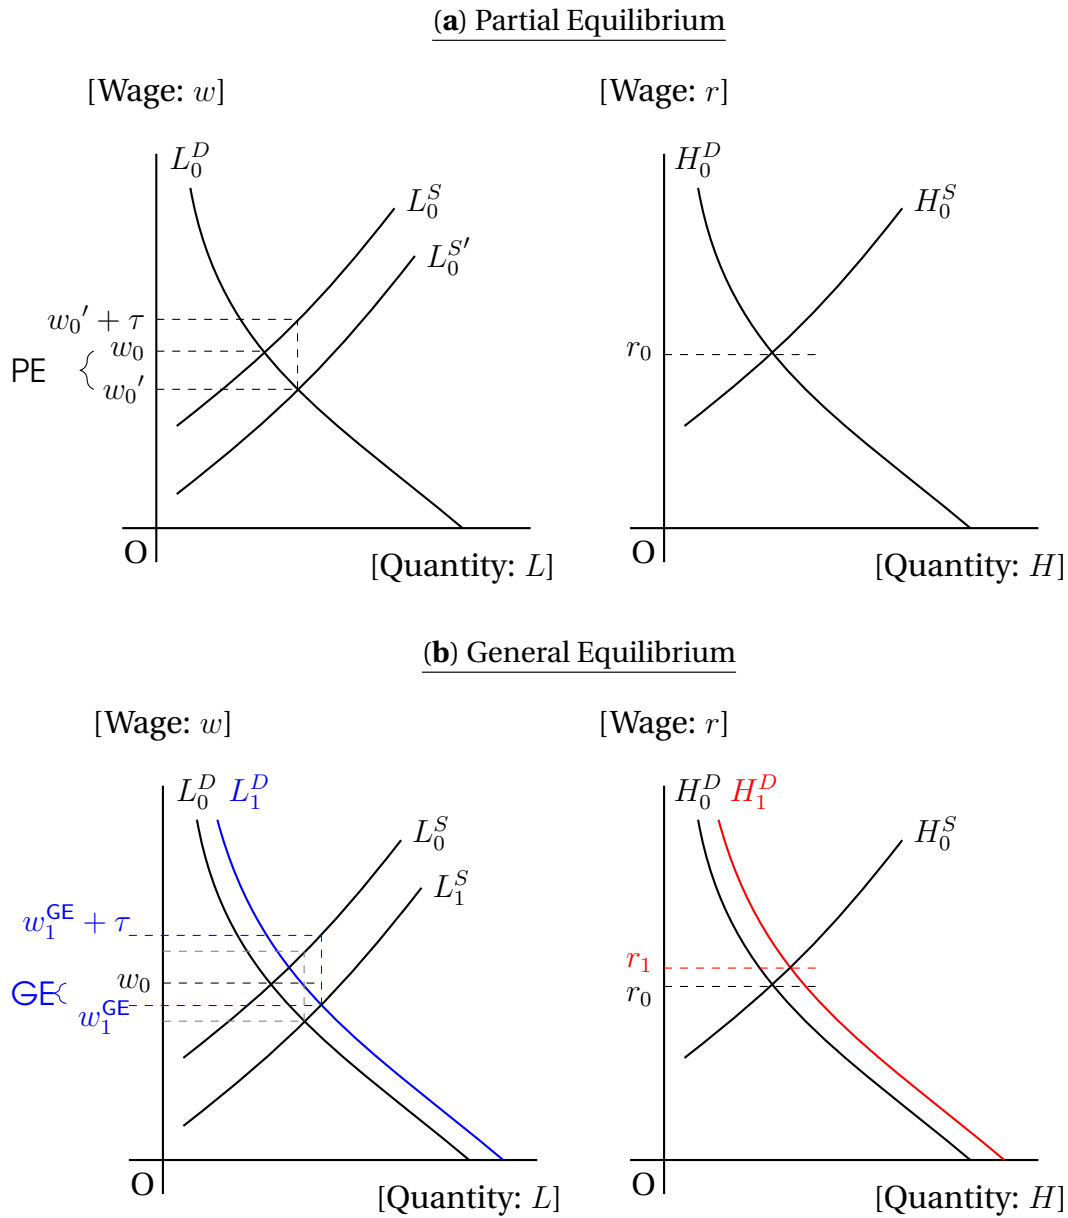 (a) Partial Equilibrium
[Wage: w]
[Wage: r]
L_0^D
L_0^S
L_0^{S'}
w_0' + τ
w_0
w_0'
PE
O
[Quantity: L]
H_0^D
H_0^S
r_0
O
[Quantity: H]
(b) General Equilibrium
[Wage: w]
[Wage: r]
L_0^D L_1^D
L_0^S
L_1^S
w_1^{GE} + τ
w_0
GE
w_1^{GE}
O
[Quantity: L]
H_0^D H_1^D
H_0^S
r_1
r_0
O
[Quantity: H]